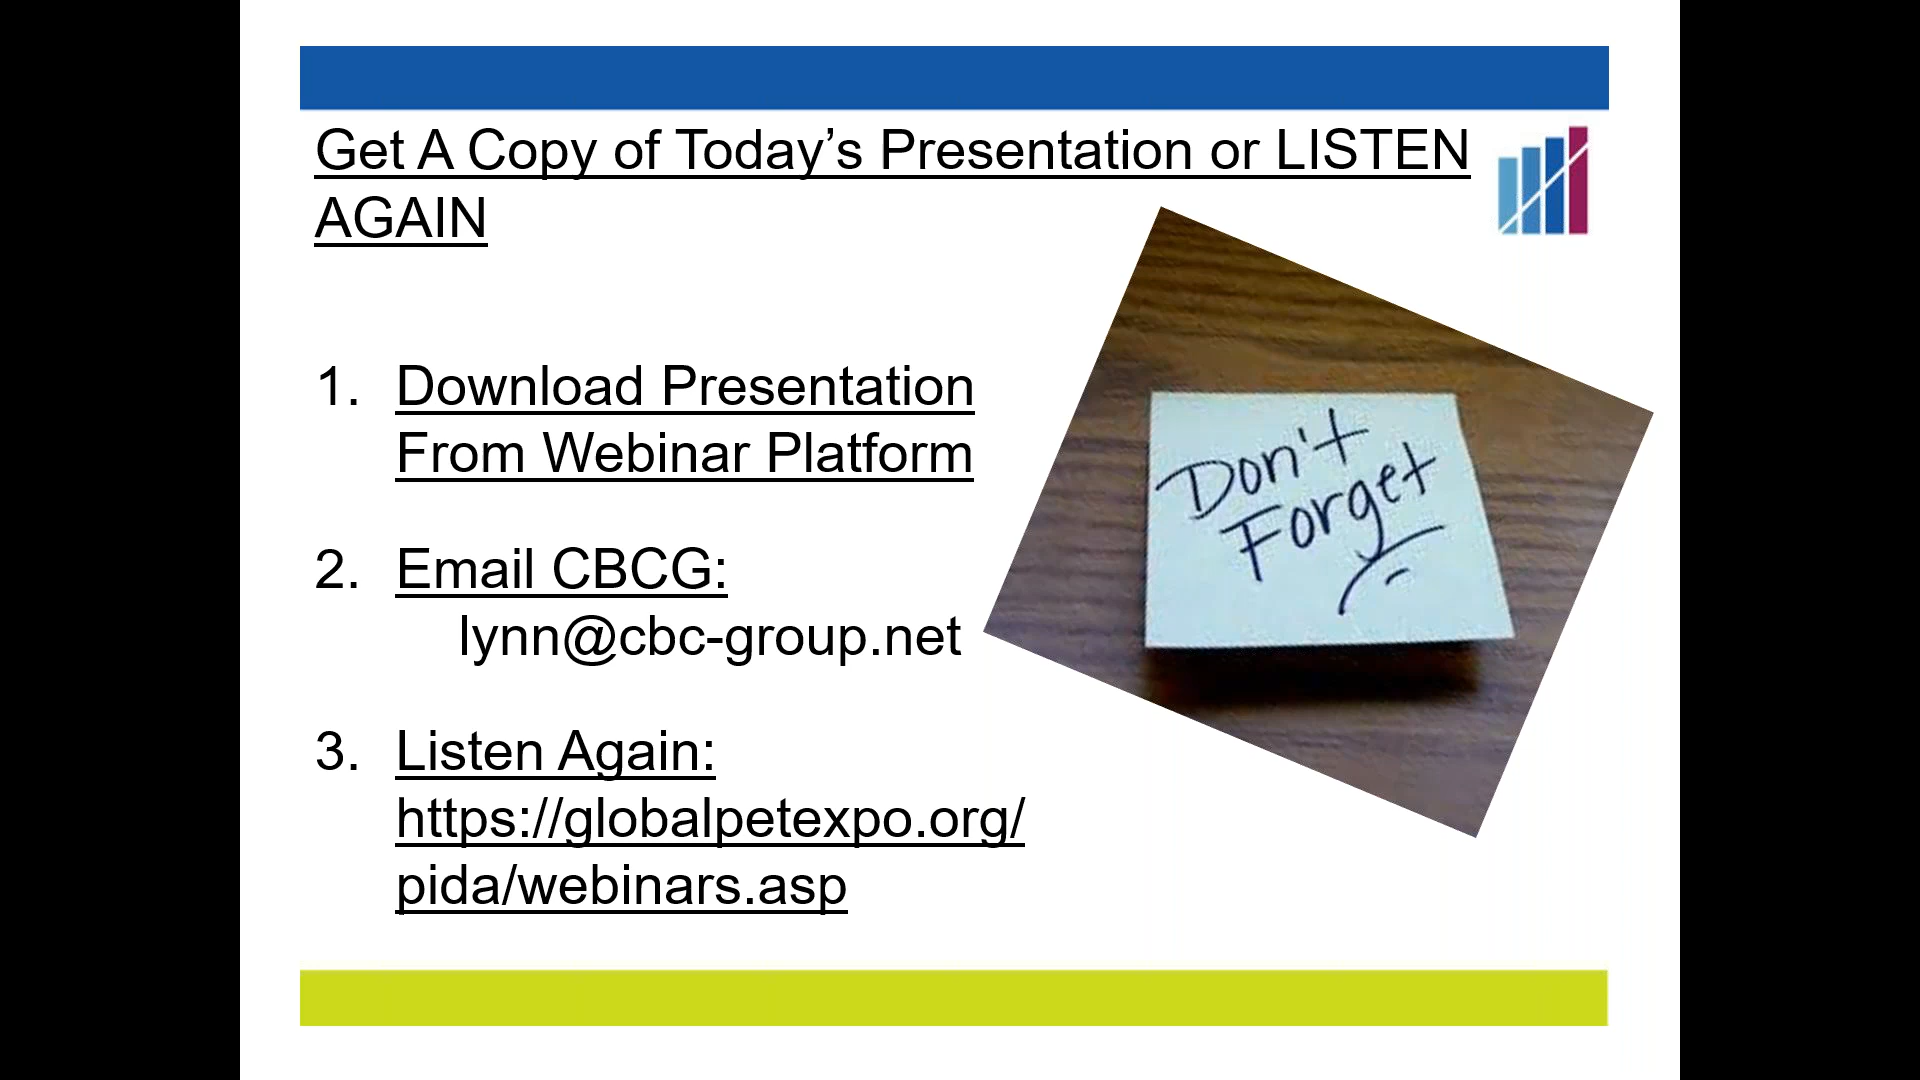 Get A Copy of Today’s Presentation or LISTEN
AGAIN
1. Download Presentation
From Webinar Platform
2. Email CBCG:
lynn@cbc-group.net
3. Listen Again:
https://globalpetexpo.org/
pida/webinars.asp
Don't
Forget